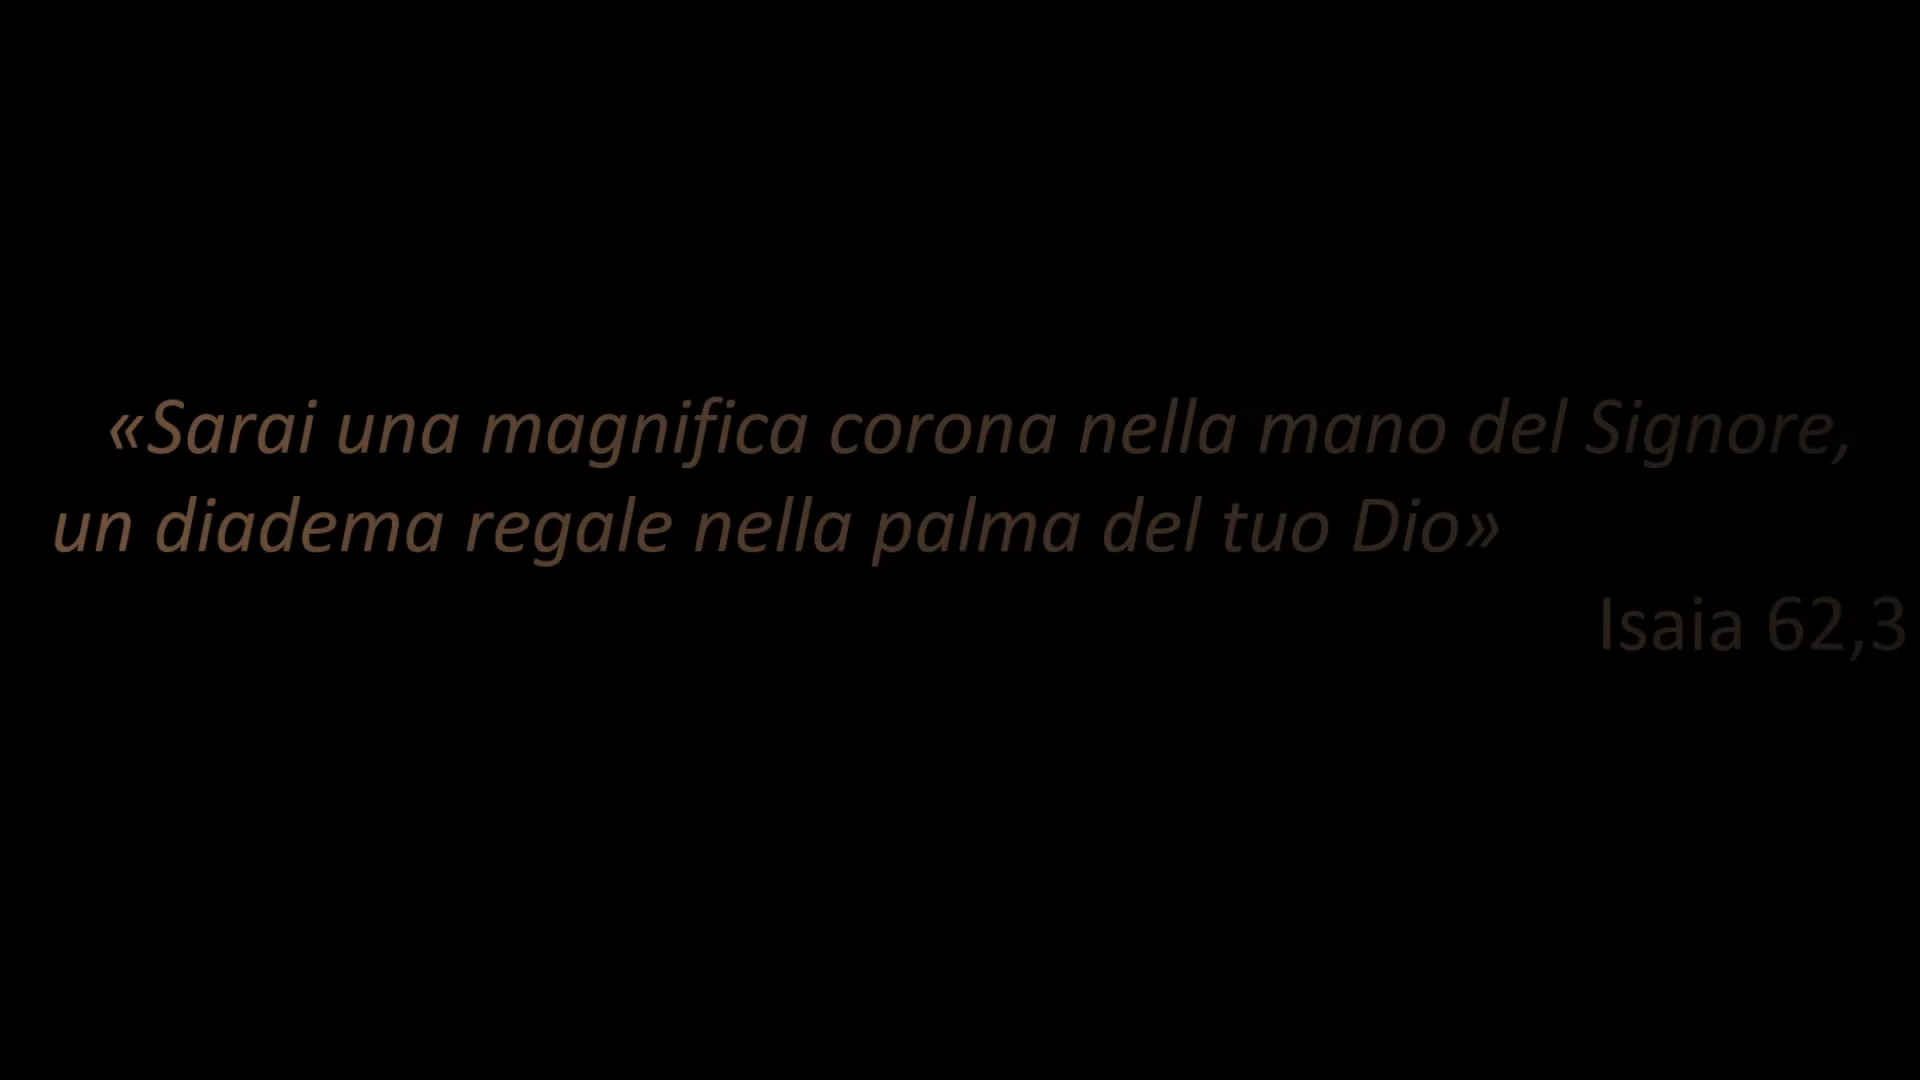 «Sarai una magnifica corona nella mano del Signore,
un diadema regale nella palma del tuo Dio»
Isaia 62,3